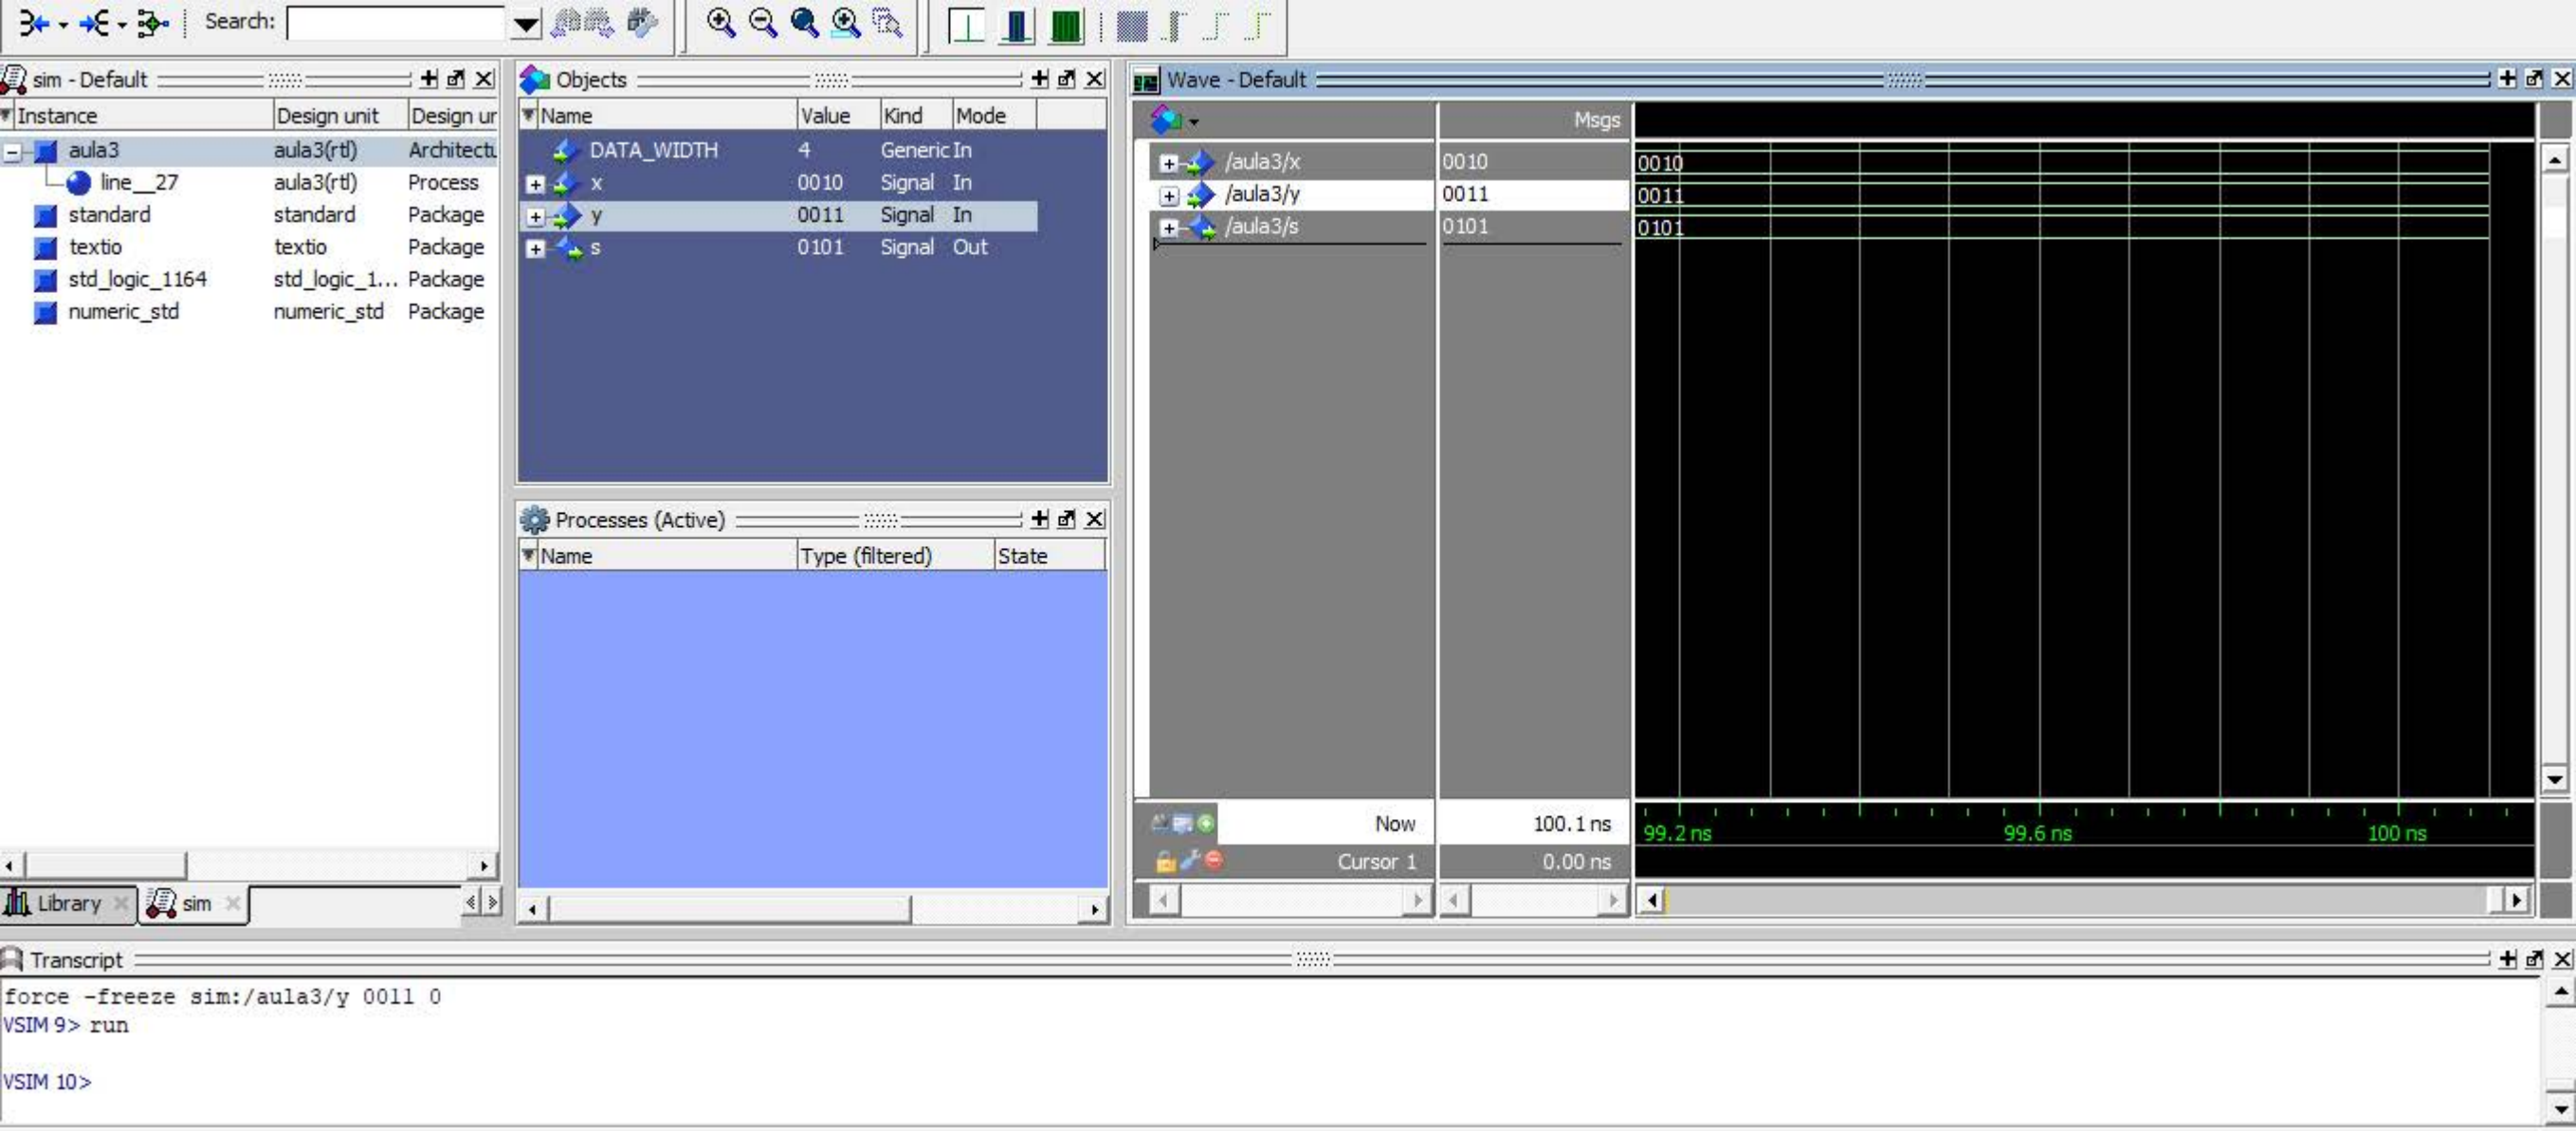 Search:
sim - Default
Instance Design unit Design ur
aula3 aula3(rtl) Architectu
line__27 aula3(rtl) Process
standard standard Package
textio textio Package
std_logic_1164 std_logic_1... Package
numeric_std numeric_std Package
Library sim
Objects
Name Value Kind Mode
DATA_WIDTH 4 Generic In
x 0010 Signal In
y 0011 Signal In
s 0101 Signal Out
Processes (Active)
Name Type (filtered) State
Wave - Default
Msgs
/aula3/x 0010 0010
/aula3/y 0011 0011
/aula3/s 0101 0101
Now 100.1 ns 99.2 ns 99.6 ns 100 ns
Cursor 1 0.00 ns
Transcript
force -freeze sim:/aula3/y 0011 0
VSIM 9> run
VSIM 10>